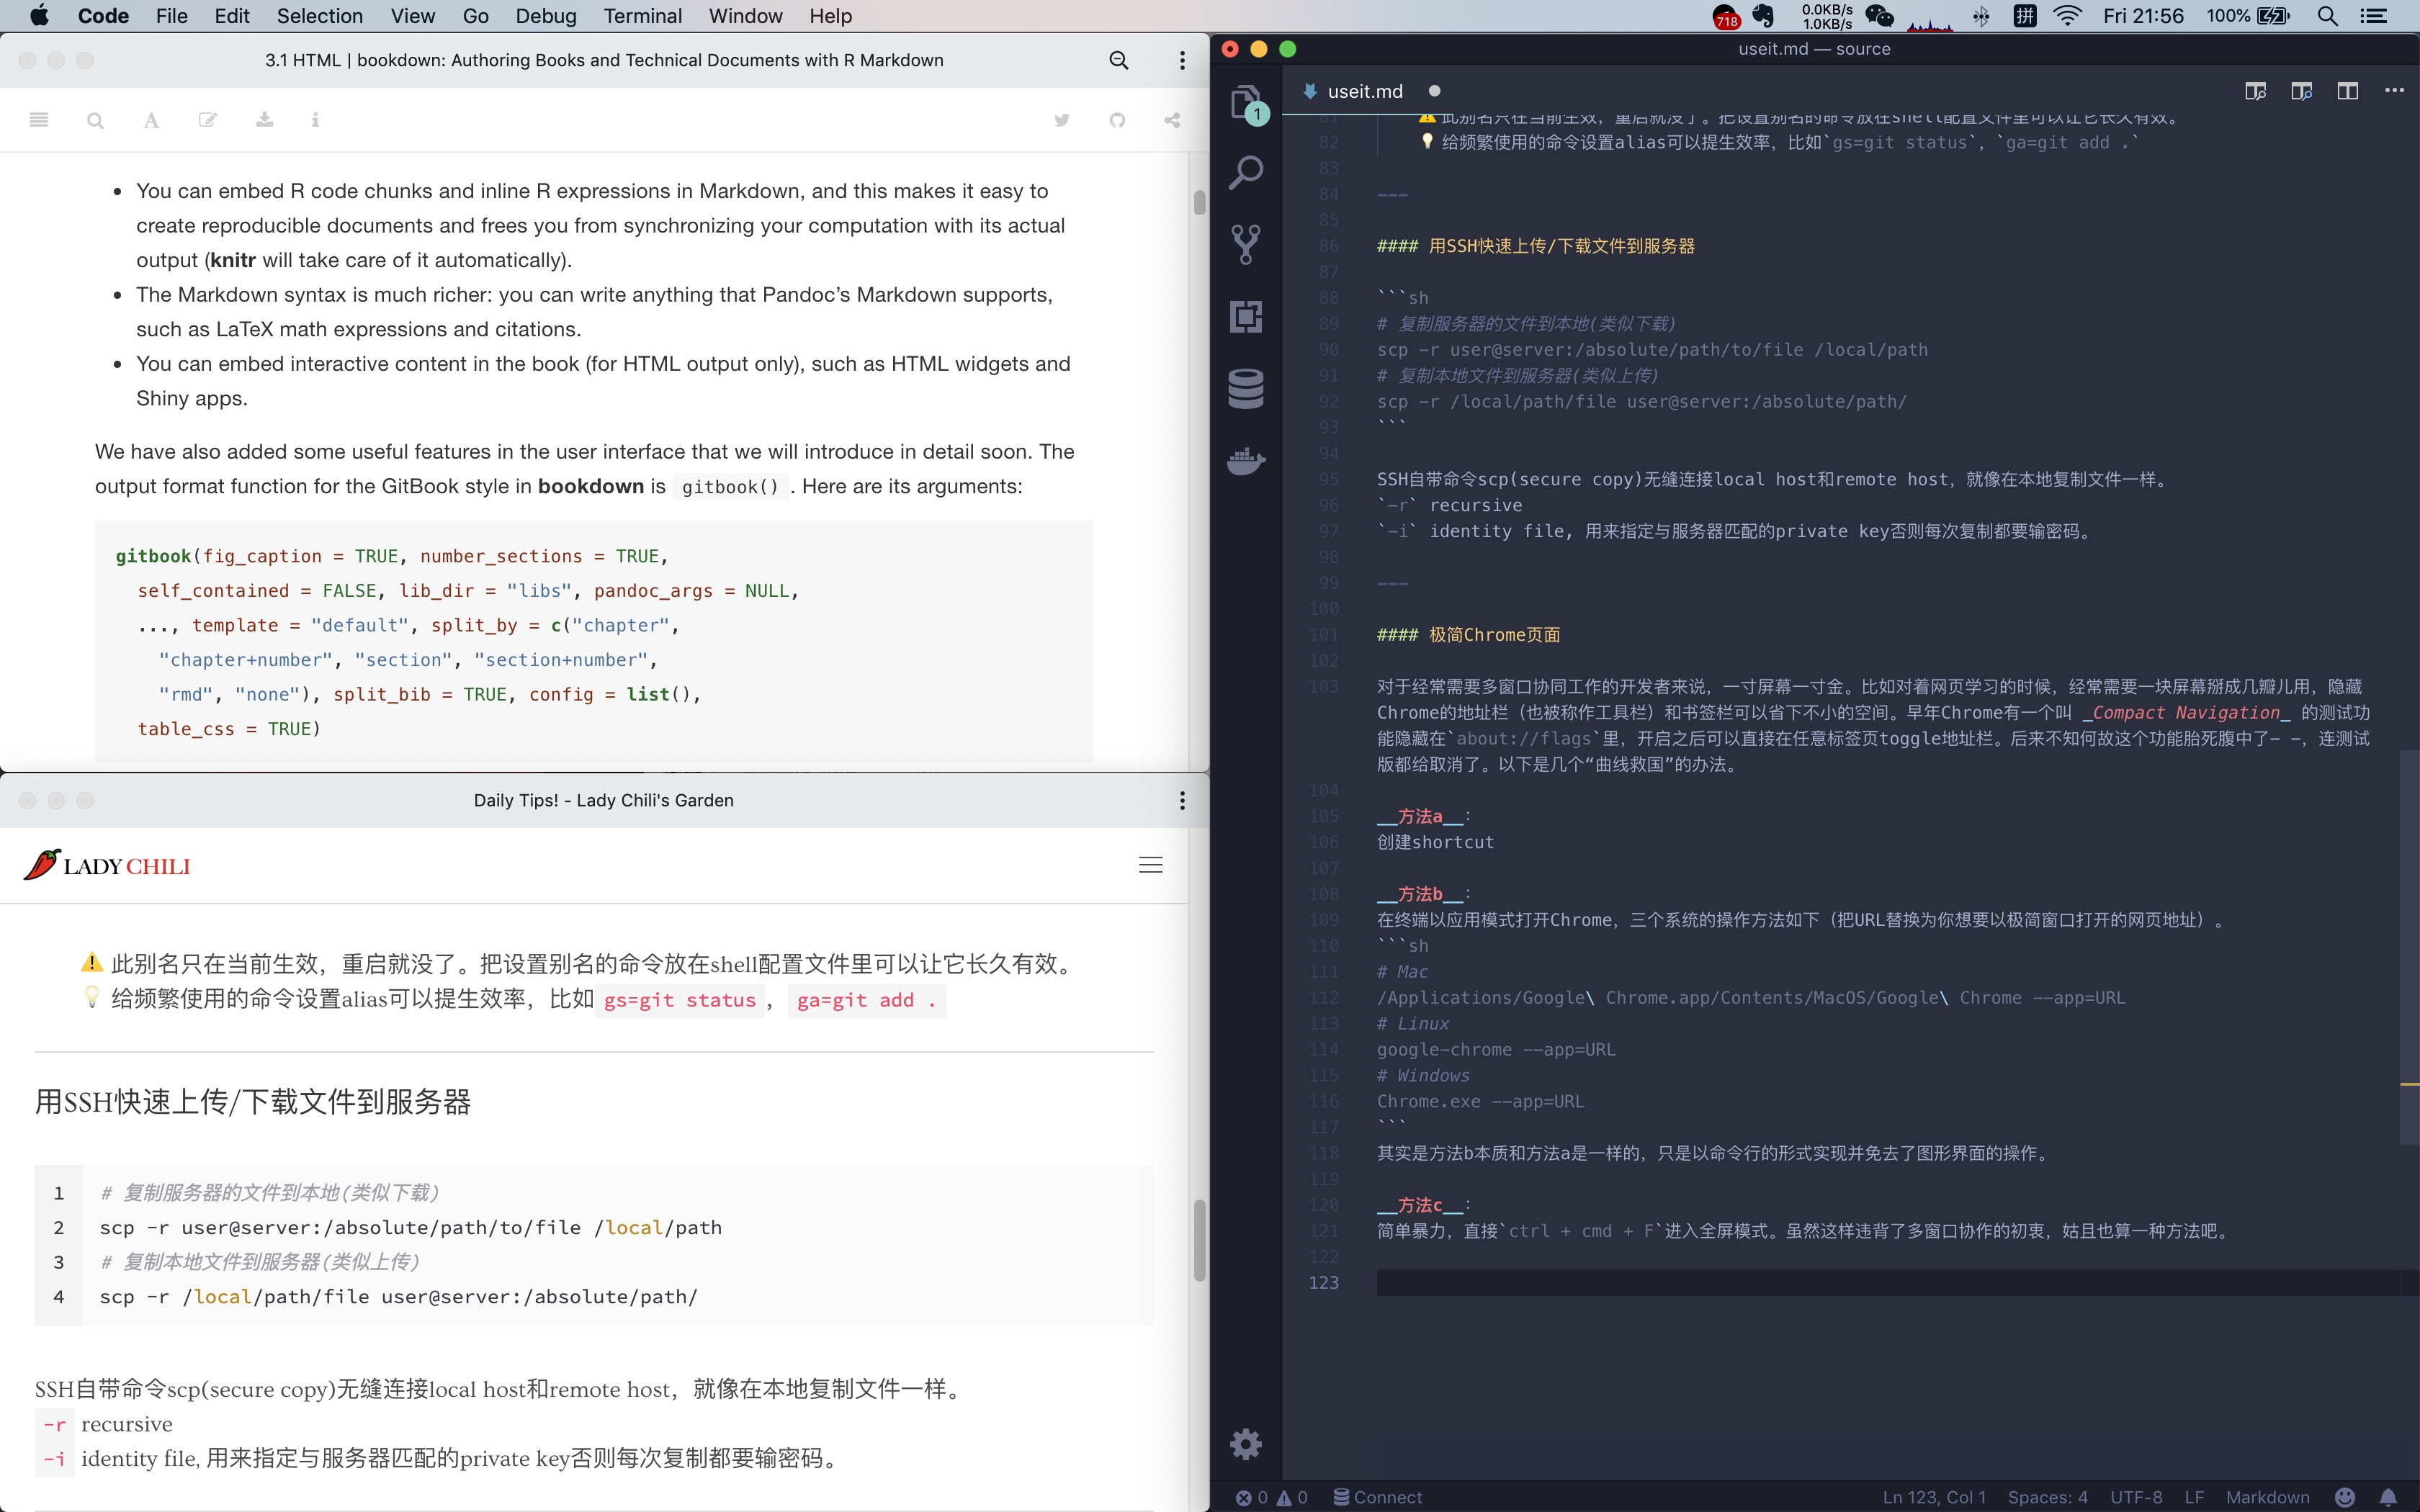 Code File Edit Selection View Go Debug Terminal Window Help
718 0.0KB/s 1.0KB/s 拼 Fri 21:56 100%
3.1 HTML | bookdown: Authoring Books and Technical Documents with R Markdown
You can embed R code chunks and inline R expressions in Markdown, and this makes it easy to
create reproducible documents and frees you from synchronizing your computation with its actual
output (knitr will take care of it automatically).
The Markdown syntax is much richer: you can write anything that Pandoc’s Markdown supports,
such as LaTeX math expressions and citations.
You can embed interactive content in the book (for HTML output only), such as HTML widgets and
Shiny apps.
We have also added some useful features in the user interface that we will introduce in detail soon. The
output format function for the GitBook style in bookdown is gitbook() . Here are its arguments:
gitbook(fig_caption = TRUE, number_sections = TRUE,
self_contained = FALSE, lib_dir = "libs", pandoc_args = NULL,
..., template = "default", split_by = c("chapter",
"chapter+number", "section", "section+number",
"rmd", "none"), split_bib = TRUE, config = list(),
table_css = TRUE)
Daily Tips! - Lady Chili's Garden
LADY CHILI
⚠️ 此别名只在当前生效，重启就没了。把设置别名的命令放在shell配置文件里可以让它长久有效。
💡 给频繁使用的命令设置alias可以提生效率，比如 gs=git status ， ga=git add .
用SSH快速上传/下载文件到服务器
1 # 复制服务器的文件到本地(类似下载)
2 scp -r user@server:/absolute/path/to/file /local/path
3 # 复制本地文件到服务器(类似上传)
4 scp -r /local/path/file user@server:/absolute/path/
SSH自带命令scp(secure copy)无缝连接local host和remote host，就像在本地复制文件一样。
-r recursive
-i identity file, 用来指定与服务器匹配的private key否则每次复制都要输密码。
useit.md — source
useit.md
1
81 ⚠️ 此别名只在当前生效，重启就没了。把设置别名的命令放在shell配置文件里可以让它长久有效。
82 💡 给频繁使用的命令设置alias可以提生效率，比如`gs=git status`，`ga=git add .`
83
84 ---
85
86 #### 用SSH快速上传/下载文件到服务器
87
88 ```sh
89 # 复制服务器的文件到本地(类似下载)
90 scp -r user@server:/absolute/path/to/file /local/path
91 # 复制本地文件到服务器(类似上传)
92 scp -r /local/path/file user@server:/absolute/path/
93 ```
94
95 SSH自带命令scp(secure copy)无缝连接local host和remote host，就像在本地复制文件一样。
96 `-r` recursive
97 `-i` identity file, 用来指定与服务器匹配的private key否则每次复制都要输密码。
98
99 ---
100
101 #### 极简Chrome页面
102
103 对于经常需要多窗口协同工作的开发者来说，一寸屏幕一寸金。比如对着网页学习的时候，经常需要一块屏幕掰成几瓣儿用，隐藏
Chrome的地址栏（也被称作工具栏）和书签栏可以省下不小的空间。早年Chrome有一个叫 _Compact Navigation_ 的测试功
能隐藏在`about://flags`里，开启之后可以直接在任意标签页toggle地址栏。后来不知何故这个功能胎死腹中了- -，连测试
版都给取消了。以下是几个“曲线救国”的办法。
104
105 __方法a__：
106 创建shortcut
107
108 __方法b__：
109 在终端以应用模式打开Chrome，三个系统的操作方法如下（把URL替换为你想要以极简窗口打开的网页地址）。
110 ```sh
111 # Mac
112 /Applications/Google\ Chrome.app/Contents/MacOS/Google\ Chrome --app=URL
113 # Linux
114 google-chrome --app=URL
115 # Windows
116 Chrome.exe --app=URL
117 ```
118 其实是方法b本质和方法a是一样的，只是以命令行的形式实现并免去了图形界面的操作。
119
120 __方法c__：
121 简单暴力，直接`ctrl + cmd + F`进入全屏模式。虽然这样违背了多窗口协作的初衷，姑且也算一种方法吧。
122
123
0 0 Connect Ln 123, Col 1 Spaces: 4 UTF-8 LF Markdown